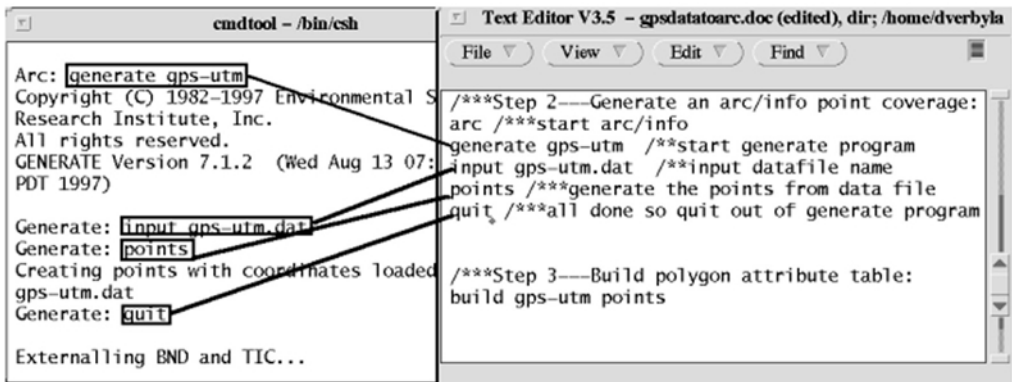 cmdtool – /bin/csh
Arc: generate gps-utm
Copyright (C) 1982-1997 Environmental S
Research Institute, Inc.
All rights reserved.
GENERATE Version 7.1.2 (Wed Aug 13 07:
PDT 1997)
Generate: input gps-utm.dat
Generate: points
Creating points with coordinates loaded
gps-utm.dat
Generate: quit
Externalling BND and TIC...
Text Editor V3.5 – gpsdatatoarc.doc (edited), dir; /home/dverbyla
File View Edit Find
/***Step 2---Generate an arc/info point coverage:
arc /***start arc/info
generate gps-utm /**start generate program
input gps-utm.dat /**input datafile name
points /***generate the points from data file
quit /***all done so quit out of generate program
/***Step 3---Build polygon attribute table:
build gps-utm points